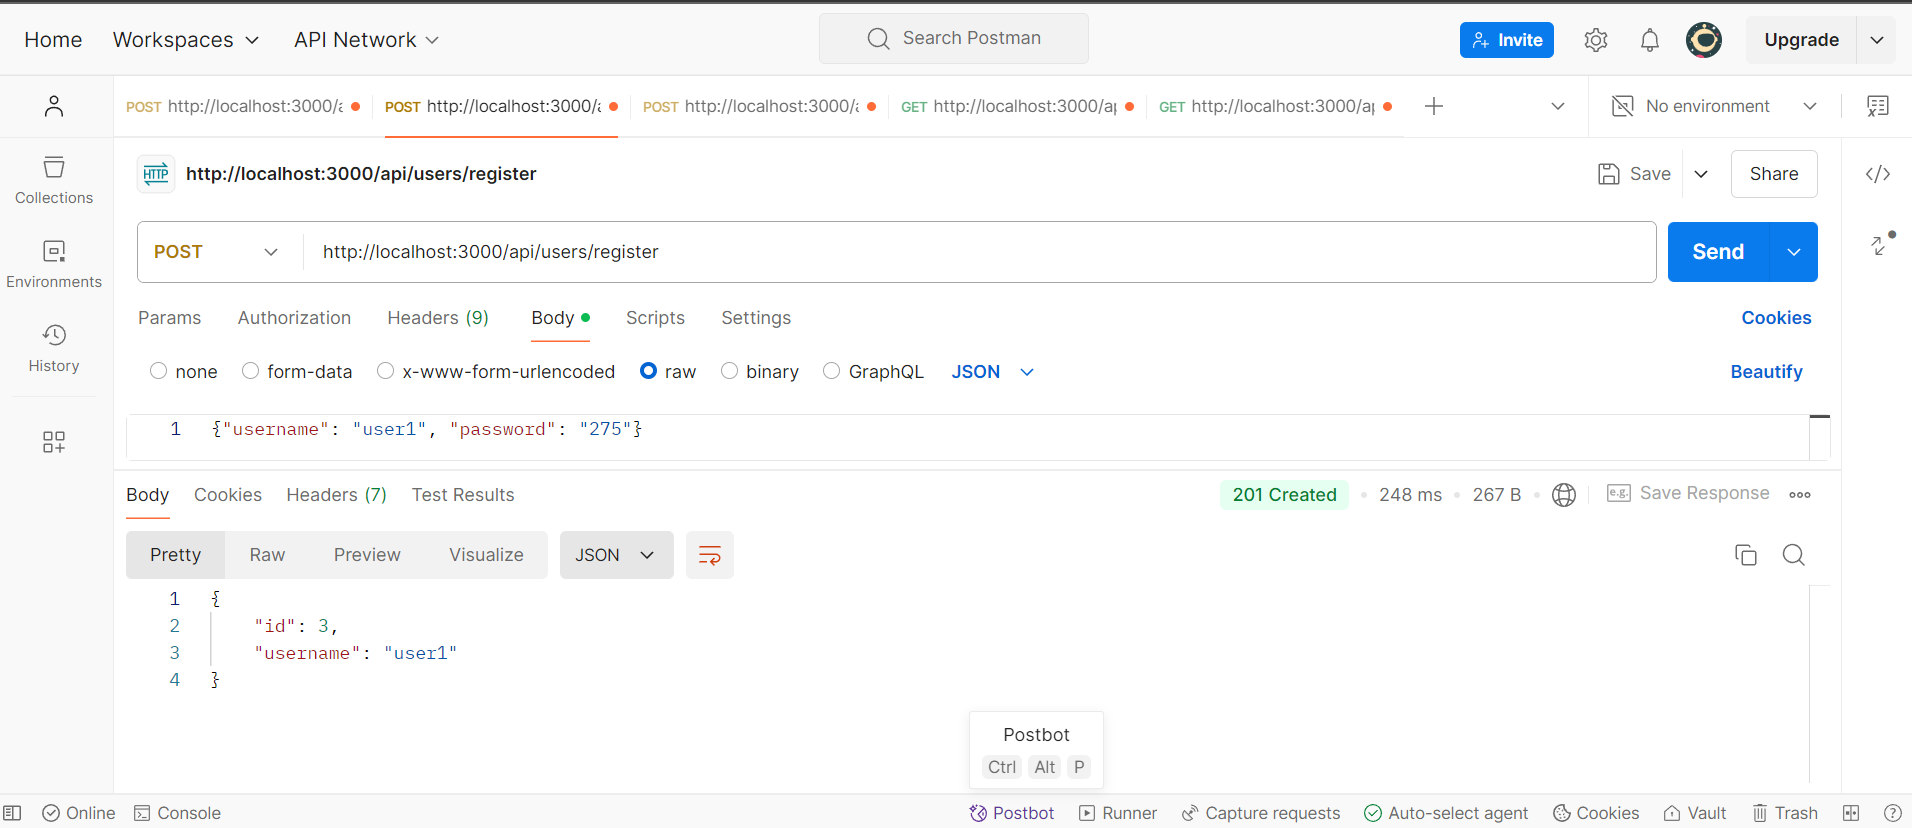 Home Workspaces API Network Search Postman Invite Upgrade
POST http://localhost:3000/a POST http://localhost:3000/a POST http://localhost:3000/a GET http://localhost:3000/ap GET http://localhost:3000/ap No environment
HTTP http://localhost:3000/api/users/register Save Share
Collections
POST http://localhost:3000/api/users/register Send
Environments
Params Authorization Headers (9) Body Scripts Settings Cookies
History
none form-data x-www-form-urlencoded raw binary GraphQL JSON Beautify
1 {"username": "user1", "password": "275"}
Body Cookies Headers (7) Test Results 201 Created 248 ms 267 B e.g. Save Response
Pretty Raw Preview Visualize JSON
1 {
2 "id": 3,
3 "username": "user1"
4 }
Postbot
Ctrl Alt P
Online Console Postbot Runner Capture requests Auto-select agent Cookies Vault Trash